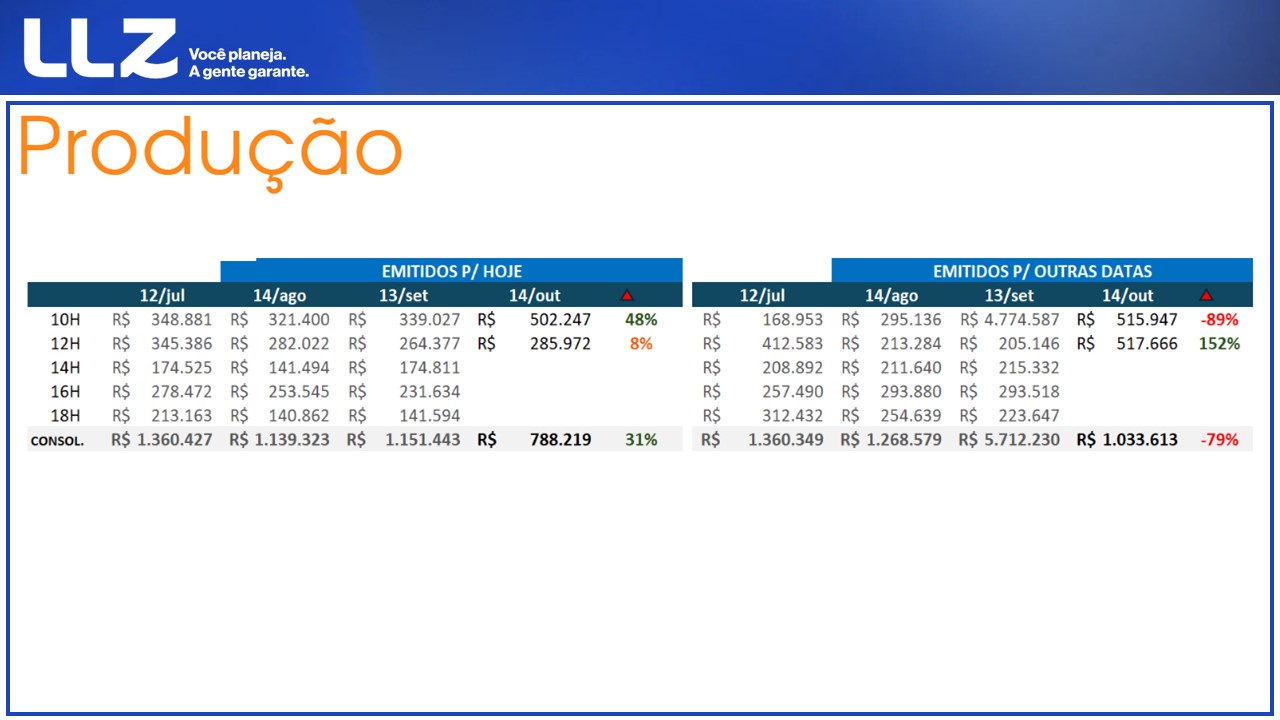 LLZ
Você planeja.
A gente garante.
Produção
EMITIDOS P/ HOJE
12/jul 14/ago 13/set 14/out
10H R$ 348.881 R$ 321.400 R$ 339.027 R$ 502.247 48%
12H R$ 345.386 R$ 282.022 R$ 264.377 R$ 285.972 8%
14H R$ 174.525 R$ 141.494 R$ 174.811
16H R$ 278.472 R$ 253.545 R$ 231.634
18H R$ 213.163 R$ 140.862 R$ 141.594
CONSOL. R$ 1.360.427 R$ 1.139.323 R$ 1.151.443 R$ 788.219 31%
EMITIDOS P/ OUTRAS DATAS
12/jul 14/ago 13/set 14/out
R$ 168.953 R$ 295.136 R$ 4.774.587 R$ 515.947 -89%
R$ 412.583 R$ 213.284 R$ 205.146 R$ 517.666 152%
R$ 208.892 R$ 211.640 R$ 215.332
R$ 257.490 R$ 293.880 R$ 293.518
R$ 312.432 R$ 254.639 R$ 223.647
R$ 1.360.349 R$ 1.268.579 R$ 5.712.230 R$ 1.033.613 -79%